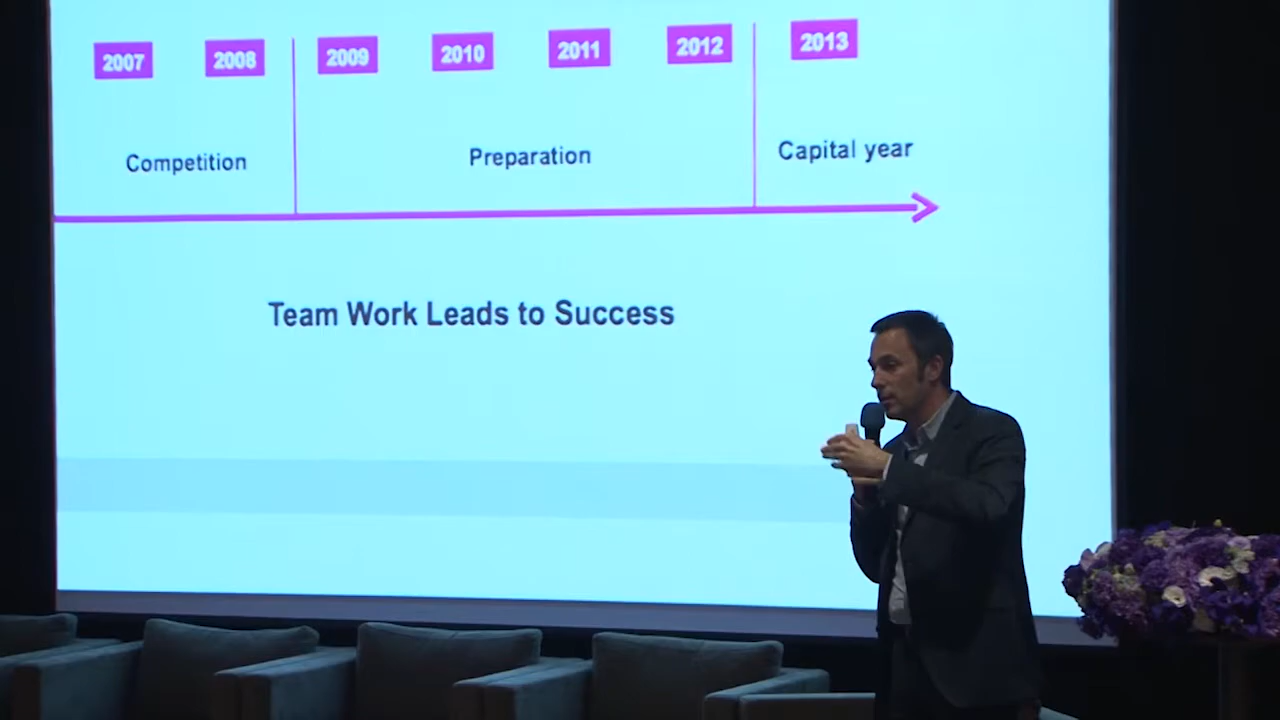 2007 2008 2009 2010 2011 2012 2013
Competition Preparation Capital year
Team Work Leads to Success